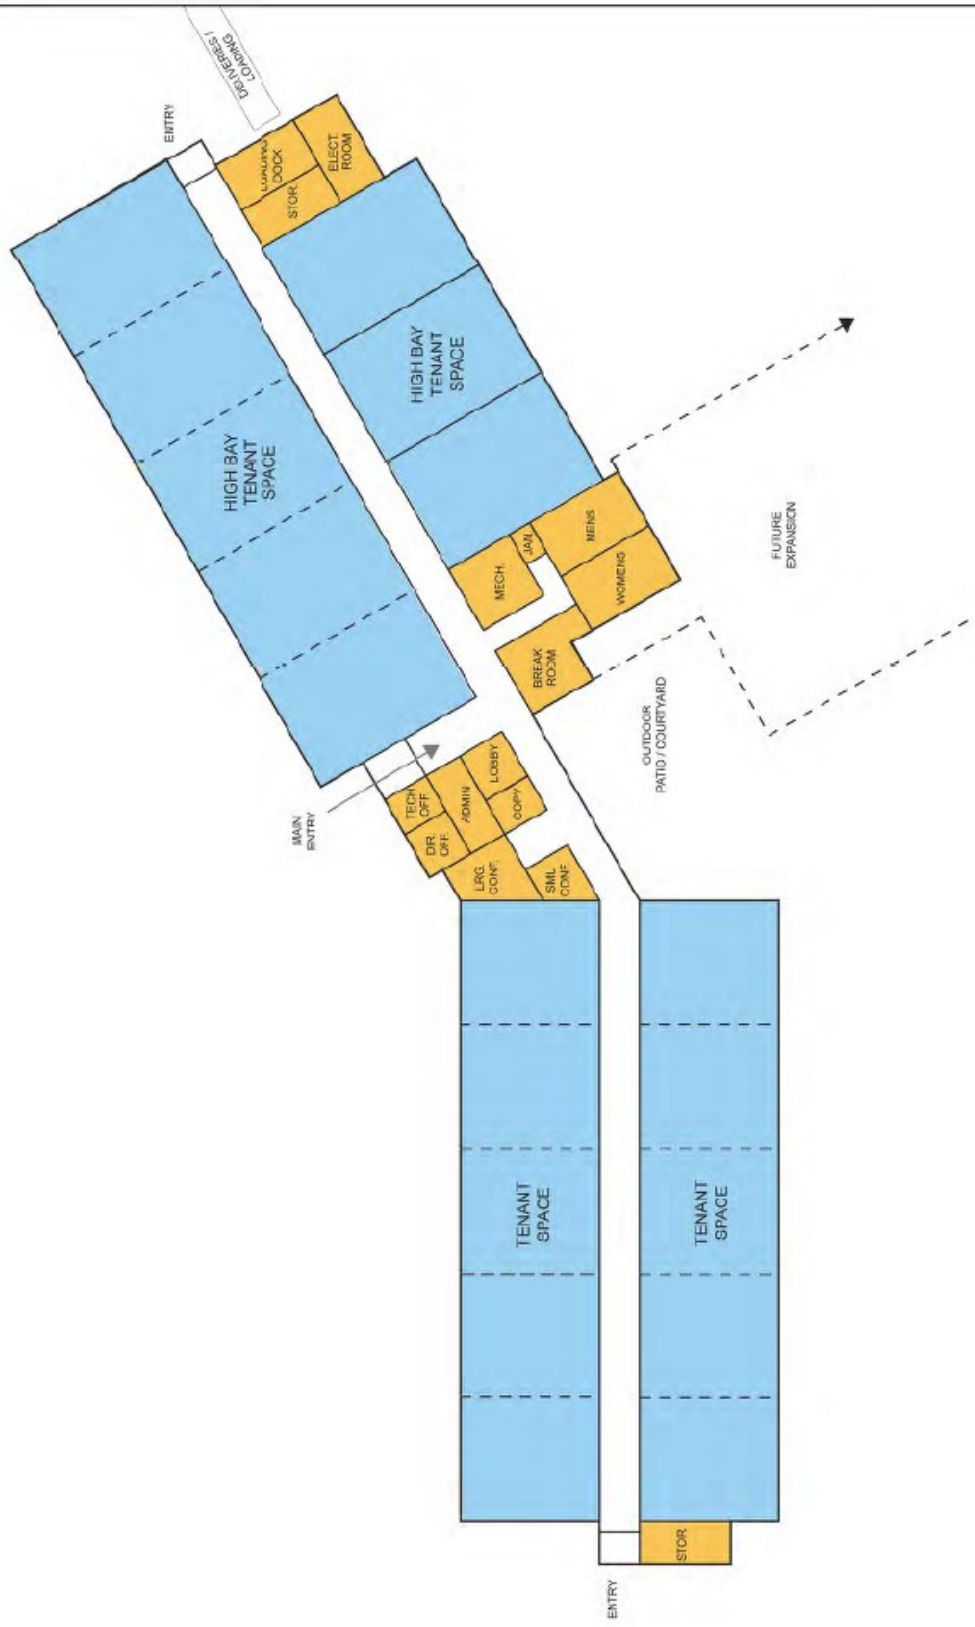 DELIVERIES /
LOADING
ENTRY
LOADING
DOCK
ELECT.
ROOM
STOR.
HIGH BAY
TENANT
SPACE
HIGH BAY
TENANT
SPACE
MECH.
JAN.
MENS
WOMENS
BREAK
ROOM
FUTURE
EXPANSION
OUTDOOR
PATIO / COURTYARD
MAIN
ENTRY
TECH
OFF.
DR.
OFF.
ADMIN
LOBBY
COPY
LRG.
CONF.
SML
CONF.
TENANT
SPACE
TENANT
SPACE
STOR.
ENTRY